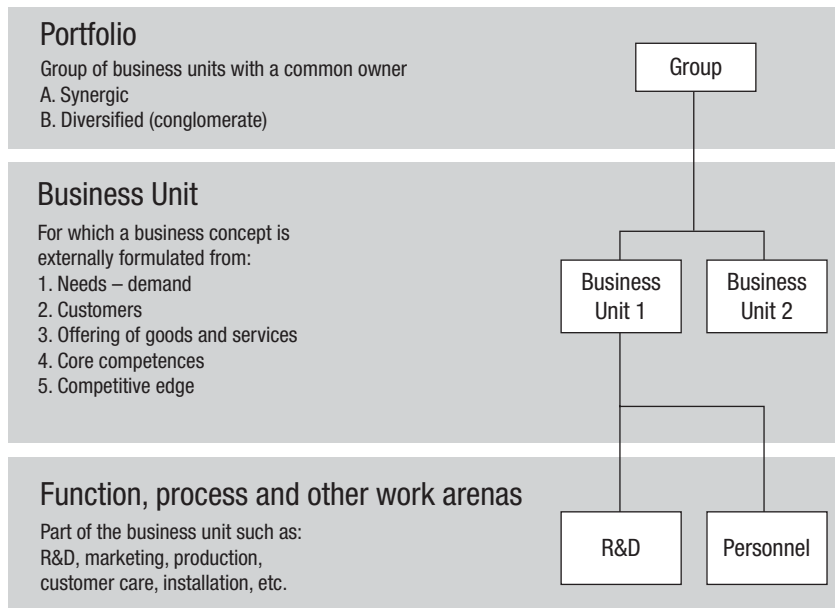 Portfolio
Group of business units with a common owner
A. Synergic
B. Diversified (conglomerate)
Group
Business Unit
For which a business concept is
externally formulated from:
1. Needs – demand
2. Customers
3. Offering of goods and services
4. Core competences
5. Competitive edge
Business
Unit 1
Business
Unit 2
Function, process and other work arenas
Part of the business unit such as:
R&D, marketing, production,
customer care, installation, etc.
R&D
Personnel